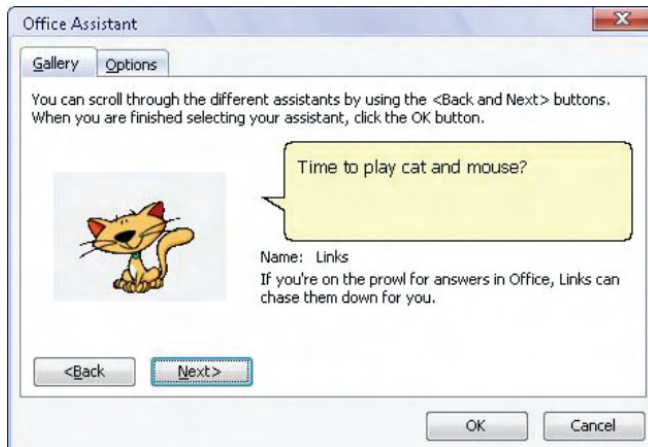 Office Assistant
Gallery
Options
You can scroll through the different assistants by using the <Back and Next> buttons.
When you are finished selecting your assistant, click the OK button.
Time to play cat and mouse?
Name: Links
If you're on the prowl for answers in Office, Links can
chase them down for you.
<Back
Next>
OK
Cancel